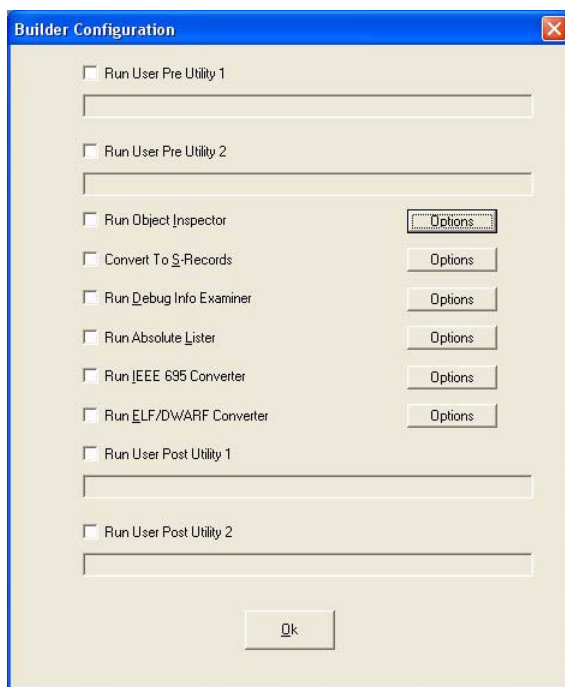 Builder Configuration
Run User Pre Utility 1
Run User Pre Utility 2
Run Object Inspector Options
Convert To S-Records Options
Run Debug Info Examiner Options
Run Absolute Lister Options
Run IEEE 695 Converter Options
Run ELF/DWARF Converter Options
Run User Post Utility 1
Run User Post Utility 2
Ok